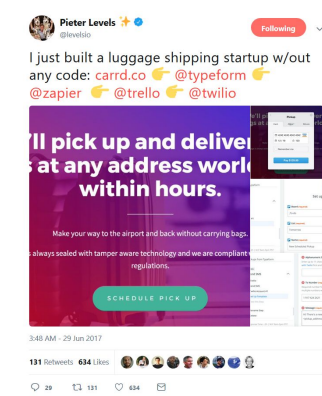 Pieter Levels
@levelsio
Following
I just built a luggage shipping startup w/out
any code: carrd.co 👉 @typeform 👉
@zapier 👉 @trello 👉 @twilio
'll pick up and deliver
s at any address worl
within hours.
Make your way to the airport and back without carrying bags.
s always sealed with tamper aware technology and we are compliant
regulations.
SCHEDULE PICK UP
3:48 AM - 29 Jun 2017
131 Retweets 634 Likes
29 131 634